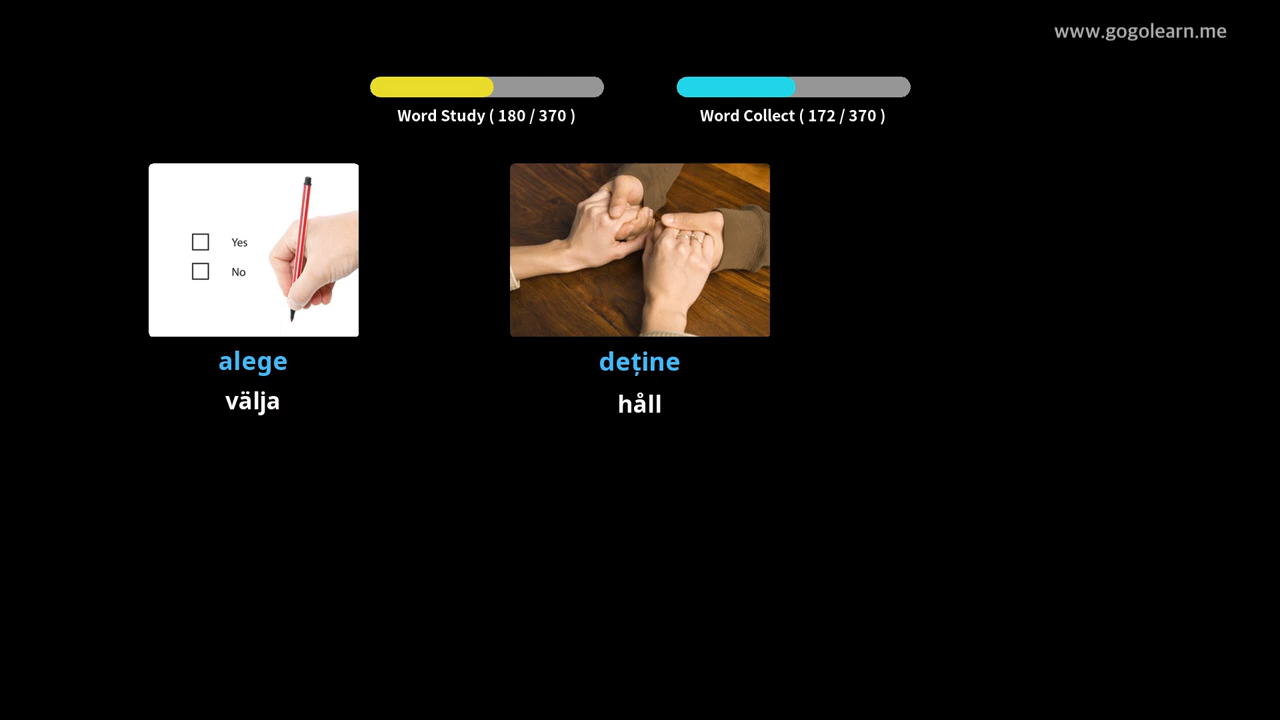 www.gogolearn.me
Word Study ( 180 / 370 )
Word Collect ( 172 / 370 )
Yes
No
alege
välja
deține
håll